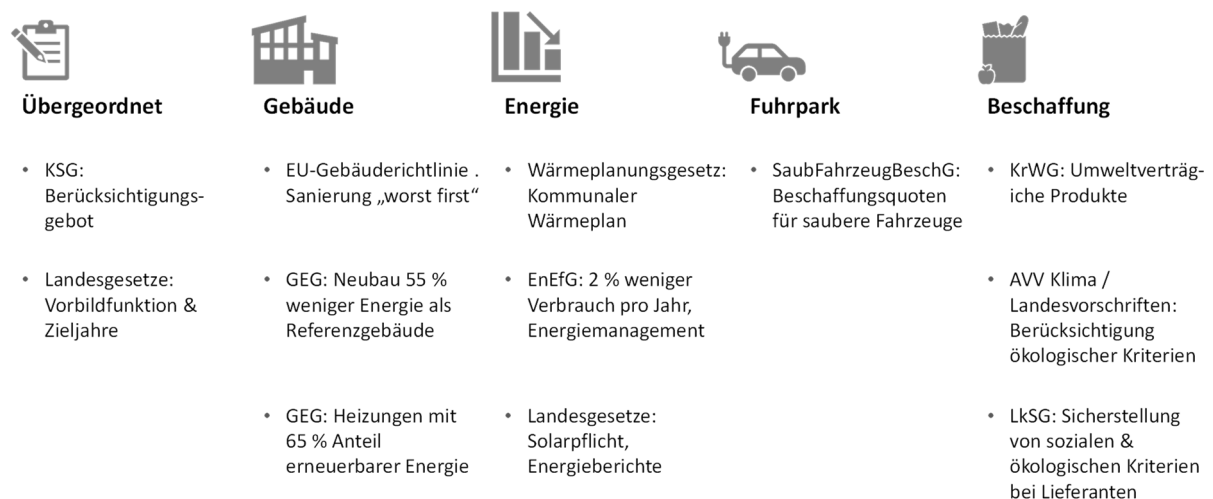 Übergeordnet
• KSG:
Berücksichtigungs-
gebot
• Landesgesetze:
Vorbildfunktion &
Zieljahre
Gebäude
• EU-Gebäuderichtlinie .
Sanierung „worst first“
• GEG: Neubau 55 %
weniger Energie als
Referenzgebäude
• GEG: Heizungen mit
65 % Anteil
erneuerbarer Energie
Energie
• Wärmeplanungsgesetz:
Kommunaler
Wärmeplan
• EnEfG: 2 % weniger
Verbrauch pro Jahr,
Energiemanagement
• Landesgesetze:
Solarpflicht,
Energieberichte
Fuhrpark
• SaubFahrzeugBeschG:
Beschaffungsquoten
für saubere Fahrzeuge
Beschaffung
• KrWG: Umweltverträg-
iche Produkte
• AVV Klima /
Landesvorschriften:
Berücksichtigung
ökologischer Kriterien
• LkSG: Sicherstellung
von sozialen &
ökologischen Kriterien
bei Lieferanten